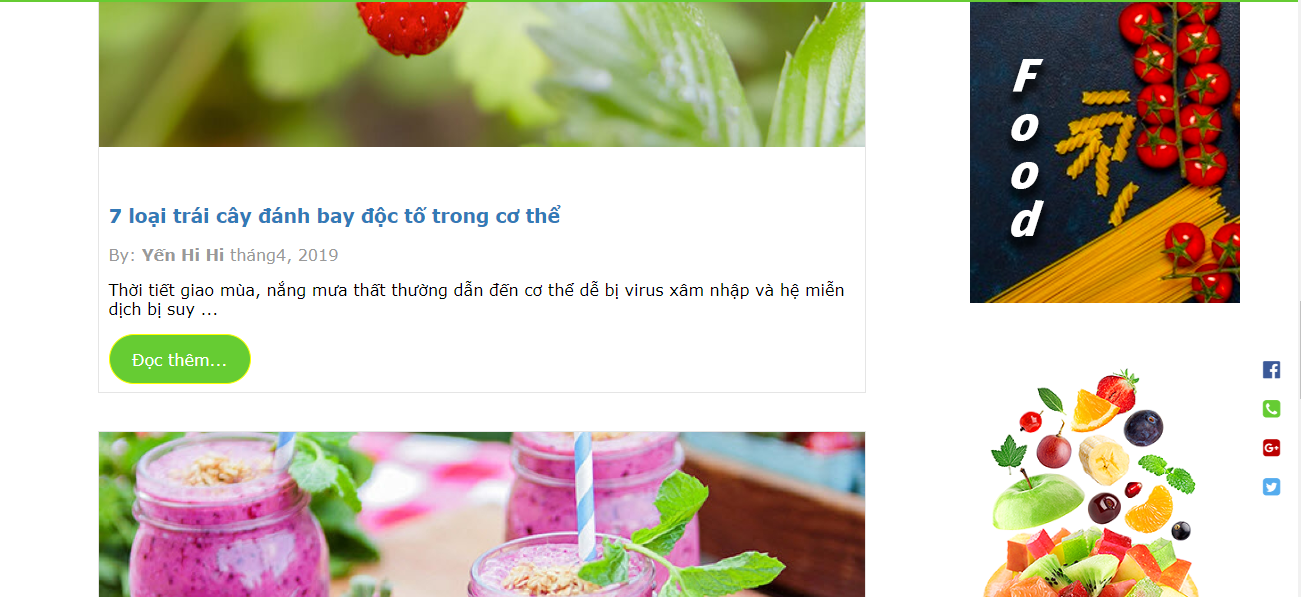 7 loại trái cây đánh bay độc tố trong cơ thể
By: Yến Hi Hi tháng4, 2019
Thời tiết giao mùa, nắng mưa thất thường dẫn đến cơ thể dễ bị virus xâm nhập và hệ miễn
dịch bị suy ...
Đọc thêm...
Food
G+